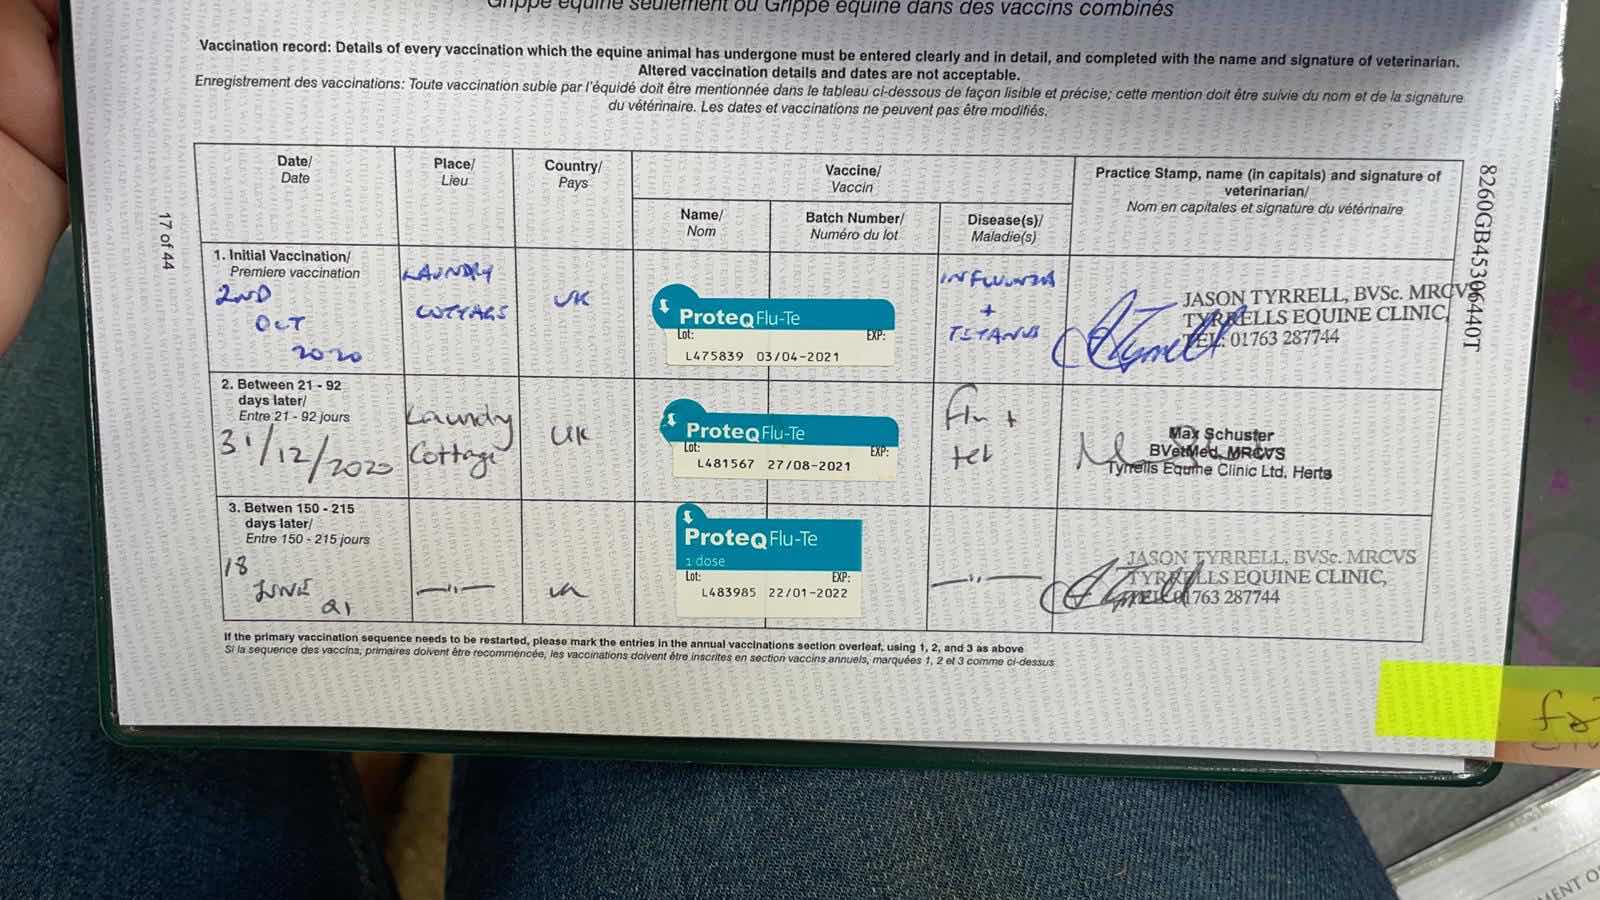 Grippe équine seulement ou Grippe équine dans des vaccins combinés
Vaccination record: Details of every vaccination which the equine animal has undergone must be entered clearly and in detail, and completed with the name and signature of veterinarian.
Altered vaccination details and dates are not acceptable.
Enregistrement des vaccinations: Toute vaccination subie par l'équidé doit être mentionnée dans le tableau ci-dessous de façon lisible et précise; cette mention doit être suivie du nom et de la signature
du vétérinaire. Les dates et vaccinations ne peuvent pas être modifiés.
17 of 44
8260GB45306440T
Date/
Date
Place/
Lieu
Country/
Pays
Vaccine/
Vaccin
Name/
Nom
Batch Number/
Numéro du lot
Disease(s)/
Maladie(s)
Practice Stamp, name (in capitals) and signature of
veterinarian/
Nom en capitales et signature du vétérinaire
1. Initial Vaccination/
Premiere vaccination
2ND
OCT
2020
LAUNDRY
COTTAGE
UK
ProteqFlu-Te
Lot: EXP:
L475839 03/04-2021
INFLUENZA
+
TETANUS
JASON TYRRELL, BVSc. MRCVS
TYRRELLS EQUINE CLINIC,
TEL: 01763 287744
2. Between 21 - 92
days later/
Entre 21 - 92 jours
31/12/2020
Laundry
Cottage
UK
ProteqFlu-Te
Lot: EXP:
L481567 27/08-2021
Flu +
tet
Max Schuster
BVetMed, MRCVS
Tyrrells Equine Clinic Ltd, Herts
3. Betwen 150 - 215
days later/
Entre 150 - 215 jours
18
JUNE
21
—"—
UK
ProteqFlu-Te
1 dose
Lot: EXP:
L483985 22/01-2022
—"—
JASON TYRRELL, BVSc. MRCVS
TYRRELLS EQUINE CLINIC,
TEL: 01763 287744
If the primary vaccination sequence needs to be restarted, please mark the entries in the annual vaccinations section overleaf, using 1, 2, and 3 as above
Si la sequence des vaccins, primaires doivent être recommencée, les vaccinations doivent être inscrites en section vaccins annuels, marquées 1, 2 et 3 comme ci-dessus